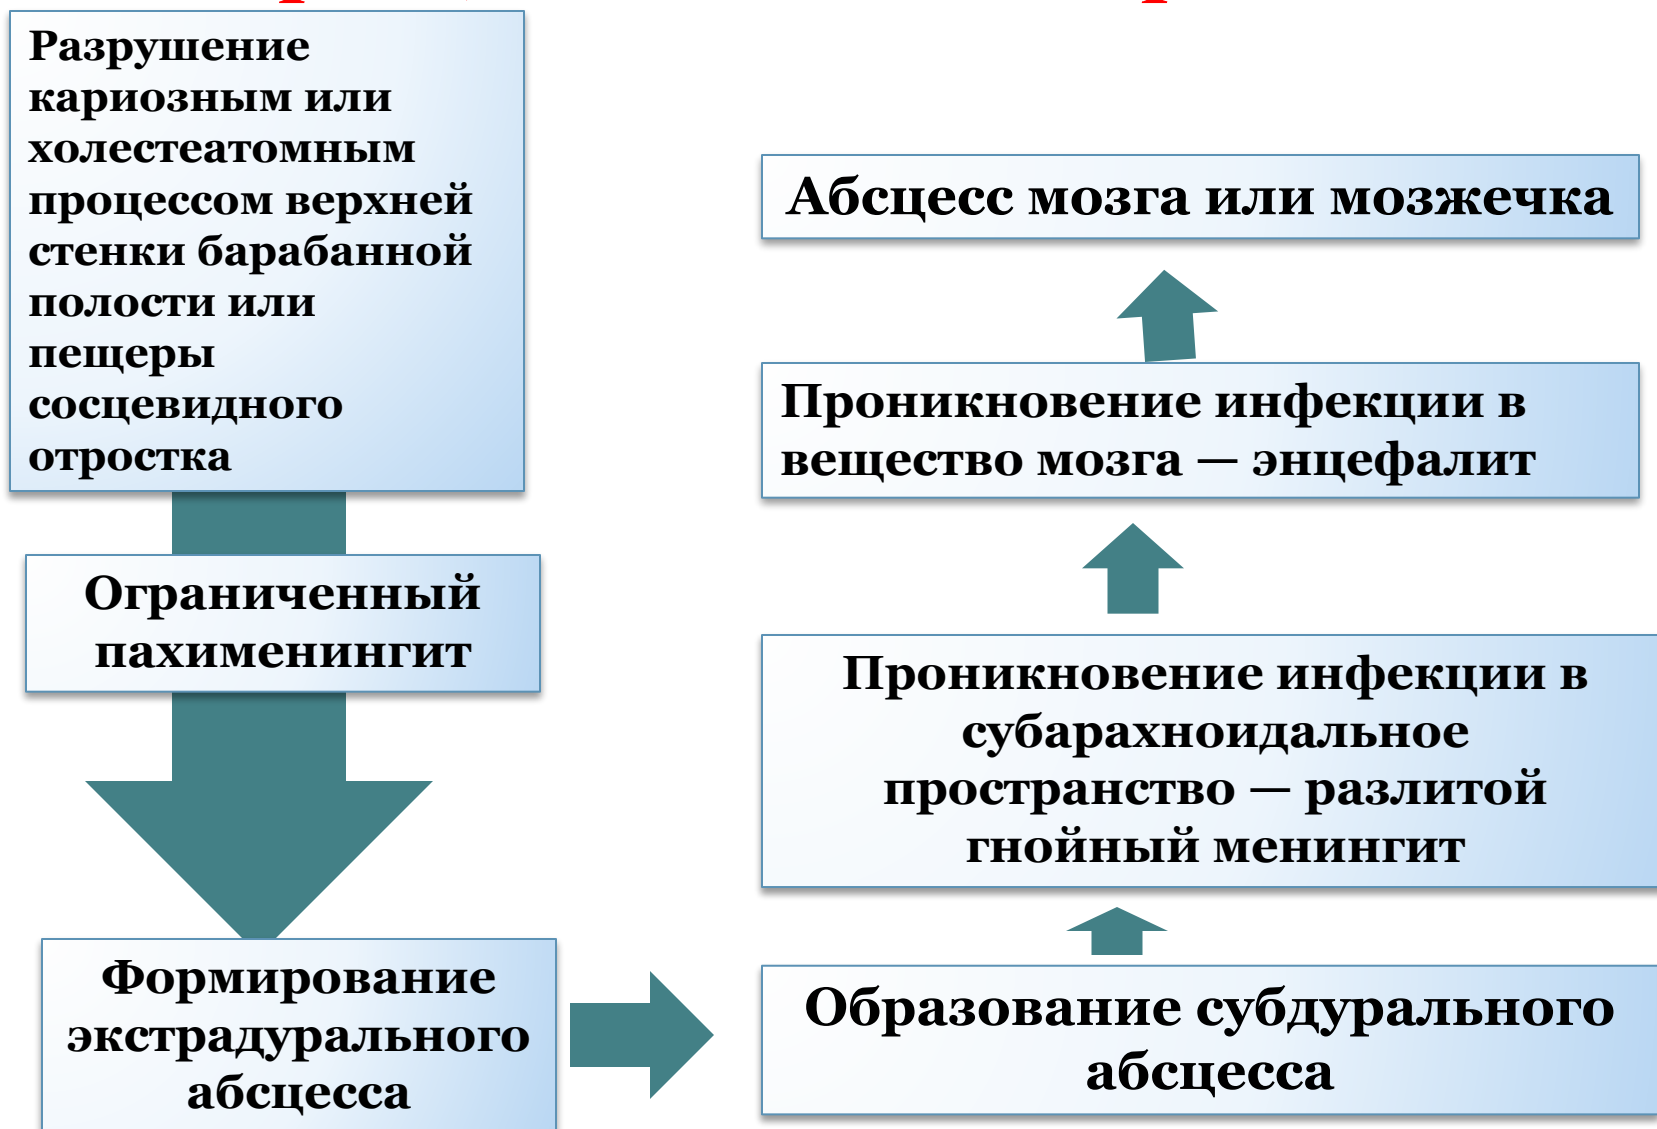 Разрушение
кариозным или
холестеатомным
процессом верхней
стенки барабанной
полости или
пещеры
сосцевидного
отростка
Ограниченный
пахименингит
Формирование
экстрадурального
абсцесса
Образование субдурального
абсцесса
Проникновение инфекции в
субарахноидальное
пространство — разлитой
гнойный менингит
Проникновение инфекции в
вещество мозга — энцефалит
Абсцесс мозга или мозжечка